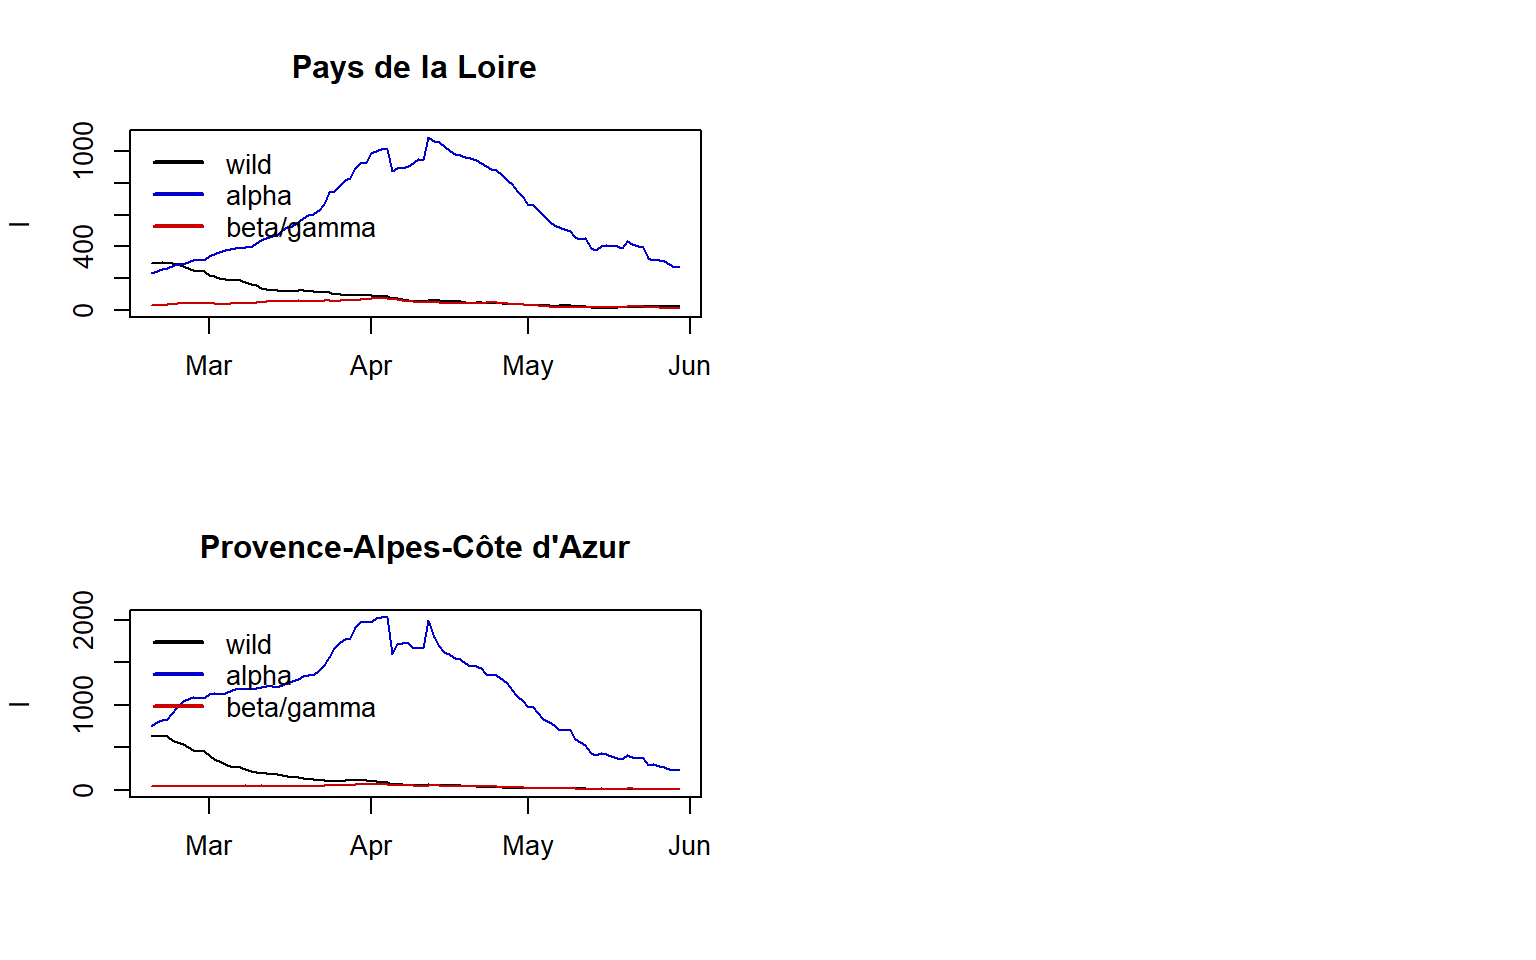 Pays de la Loire
1000
400
0
I
wild
alpha
beta/gamma
Mar Apr May Jun
Provence-Alpes-Côte d'Azur
2000
1000
0
I
wild
alpha
beta/gamma
Mar Apr May Jun